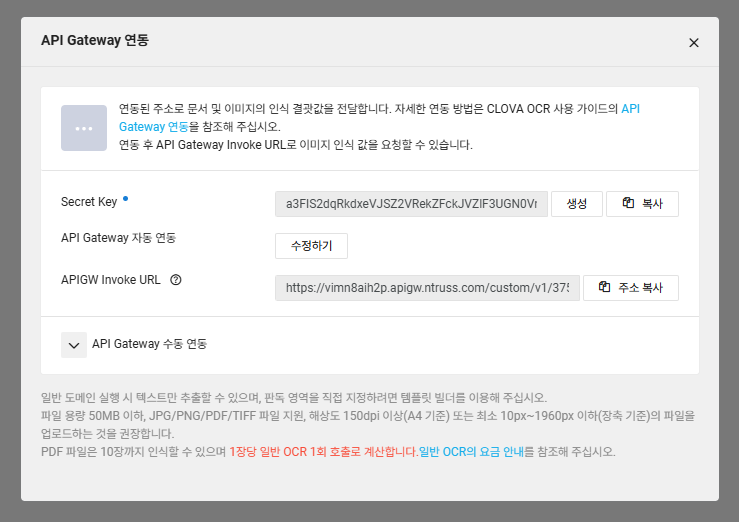 API Gateway 연동
연동된 주소로 문서 및 이미지의 인식 결괏값을 전달합니다. 자세한 연동 방법은 CLOVA OCR 사용 가이드의 API
Gateway 연동을 참조해 주십시오.
연동 후 API Gateway Invoke URL로 이미지 인식 값을 요청할 수 있습니다.
Secret Key
a3FIS2dqRkdxeVJSZ2VRekZFckJVZlF3UGN0Vr
생성
복사
API Gateway 자동 연동
수정하기
APIGW Invoke URL
https://vimn8aih2p.apigw.ntruss.com/custom/v1/375
주소 복사
API Gateway 수동 연동
일반 도메인 실행 시 텍스트만 추출할 수 있으며, 판독 영역을 직접 지정하려면 템플릿 빌더를 이용해 주십시오.
파일 용량 50MB 이하, JPG/PNG/PDF/TIFF 파일 지원, 해상도 150dpi 이상(A4 기준) 또는 최소 10px~1960px 이하(장축 기준)의 파일을
업로드하는 것을 권장합니다.
PDF 파일은 10장까지 인식할 수 있으며 1장당 일반 OCR 1회 호출로 계산합니다.일반 OCR의 요금 안내를 참조해 주십시오.